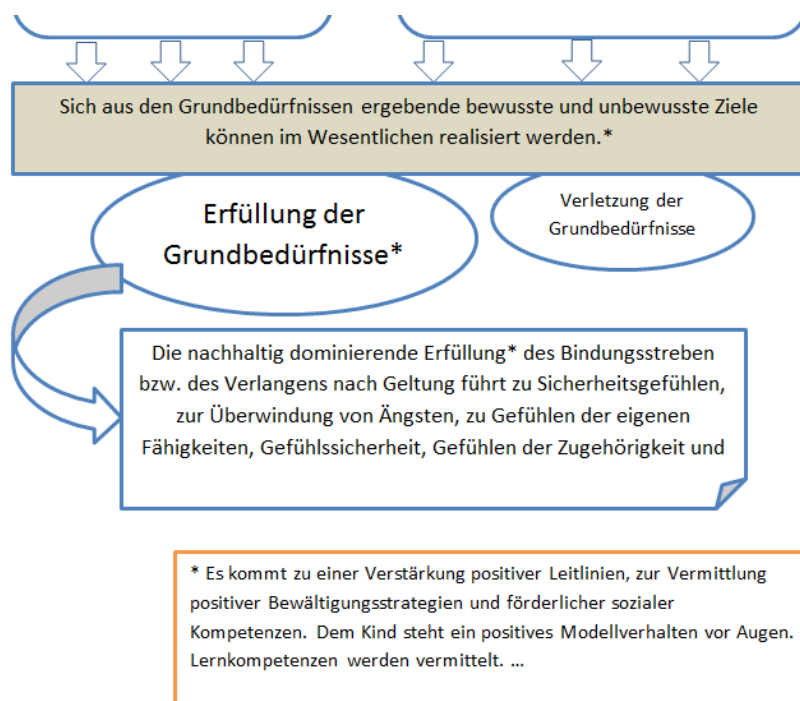 Sich aus den Grundbedürfnissen ergebende bewusste und unbewusste Ziele
können im Wesentlichen realisiert werden.*
Erfüllung der
Grundbedürfnisse*
Verletzung der
Grundbedürfnisse
Die nachhaltig dominierende Erfüllung* des Bindungsstreben
bzw. des Verlangens nach Geltung führt zu Sicherheitsgefühlen,
zur Überwindung von Ängsten, zu Gefühlen der eigenen
Fähigkeiten, Gefühlssicherheit, Gefühlen der Zugehörigkeit und
* Es kommt zu einer Verstärkung positiver Leitlinien, zur Vermittlung
positiver Bewältigungsstrategien und förderlicher sozialer
Kompetenzen. Dem Kind steht ein positives Modellverhalten vor Augen.
Lernkompetenzen werden vermittelt. ...